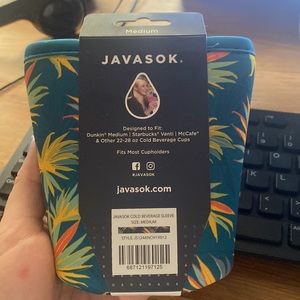 Medium
JAVASOK.
Designed to Fit:
Dunkin' Medium | Starbucks® Venti | McCafe®
& Other 22-28 oz Cold Beverage Cups
Fits Most Cupholders
#JAVASOK
javasok.com
JAVASOK COLD BEVERAGE SLEEVE
SIZE: MEDIUM
667121197125